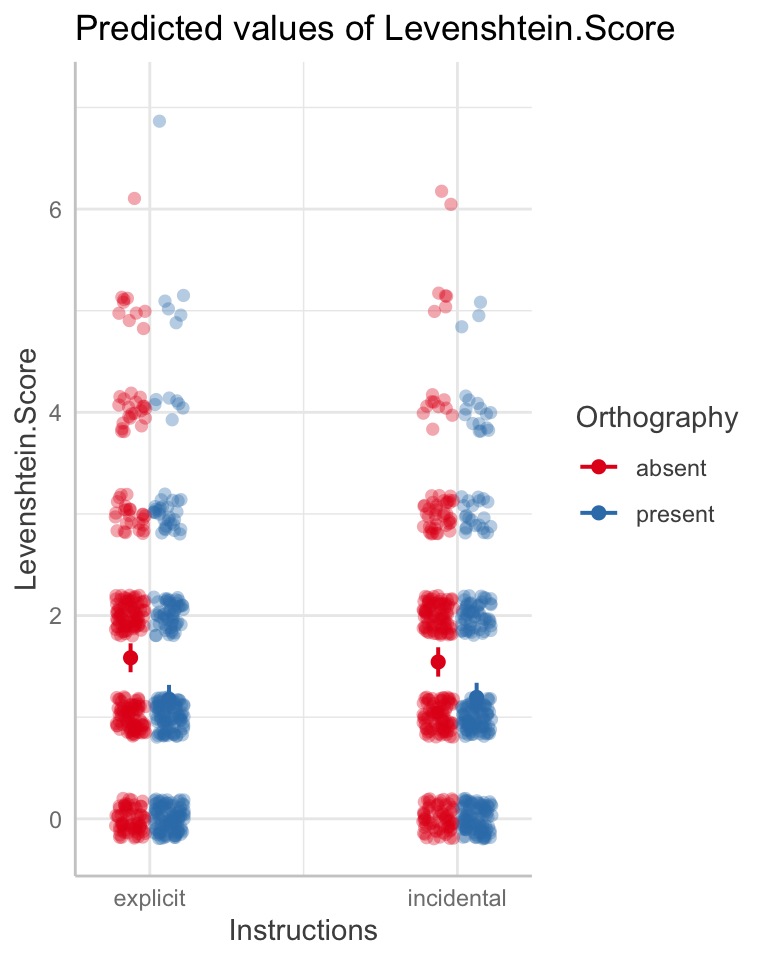 Predicted values of Levenshtein.Score
Levenshtein.Score
6
4
2
0
explicit
incidental
Instructions
Orthography
absent
present